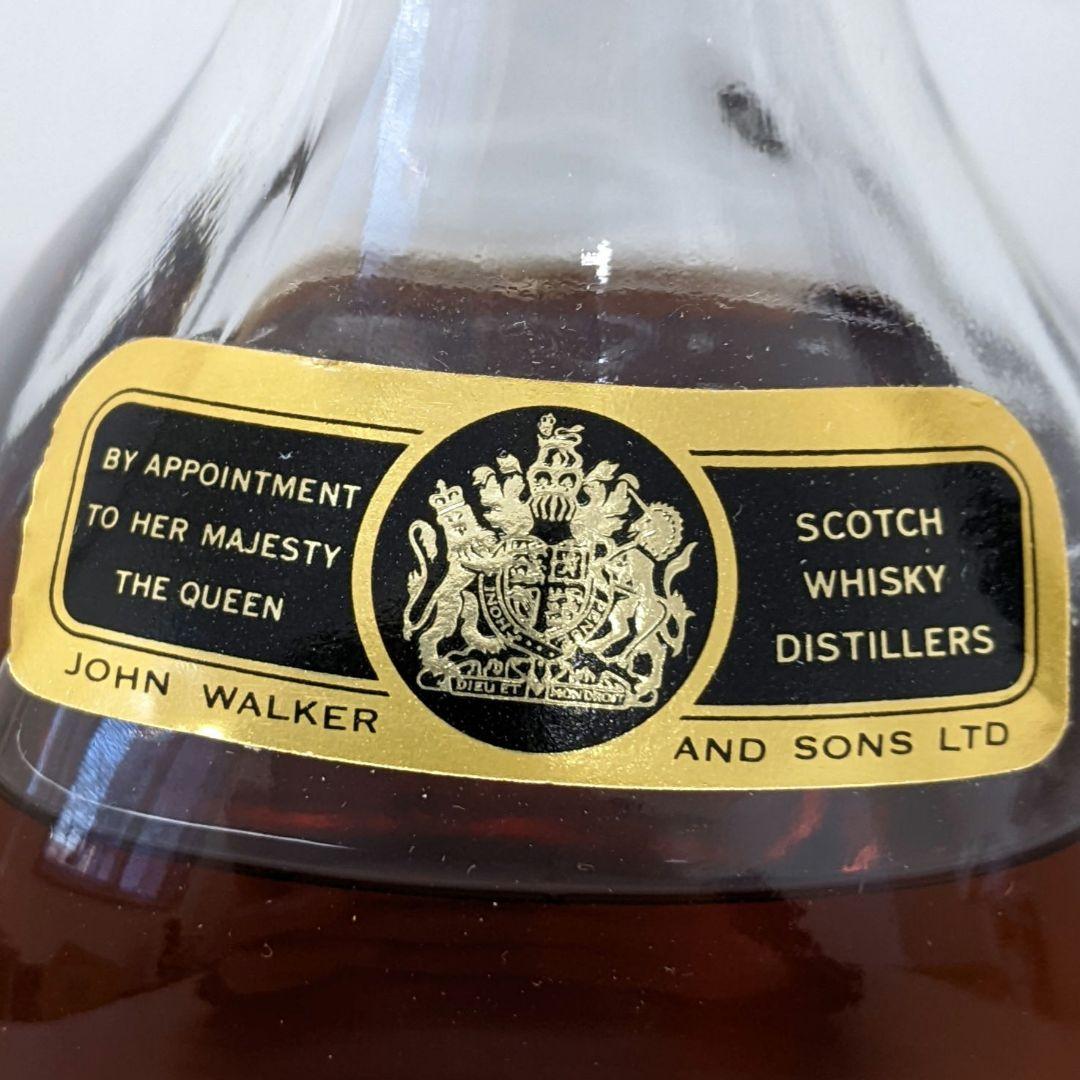 BY APPOINTMENT
TO HER MAJESTY
THE QUEEN
SCOTCH
WHISKY
DISTILLERS
DIEU ET MON DROIT
JOHN WALKER AND SONS LTD